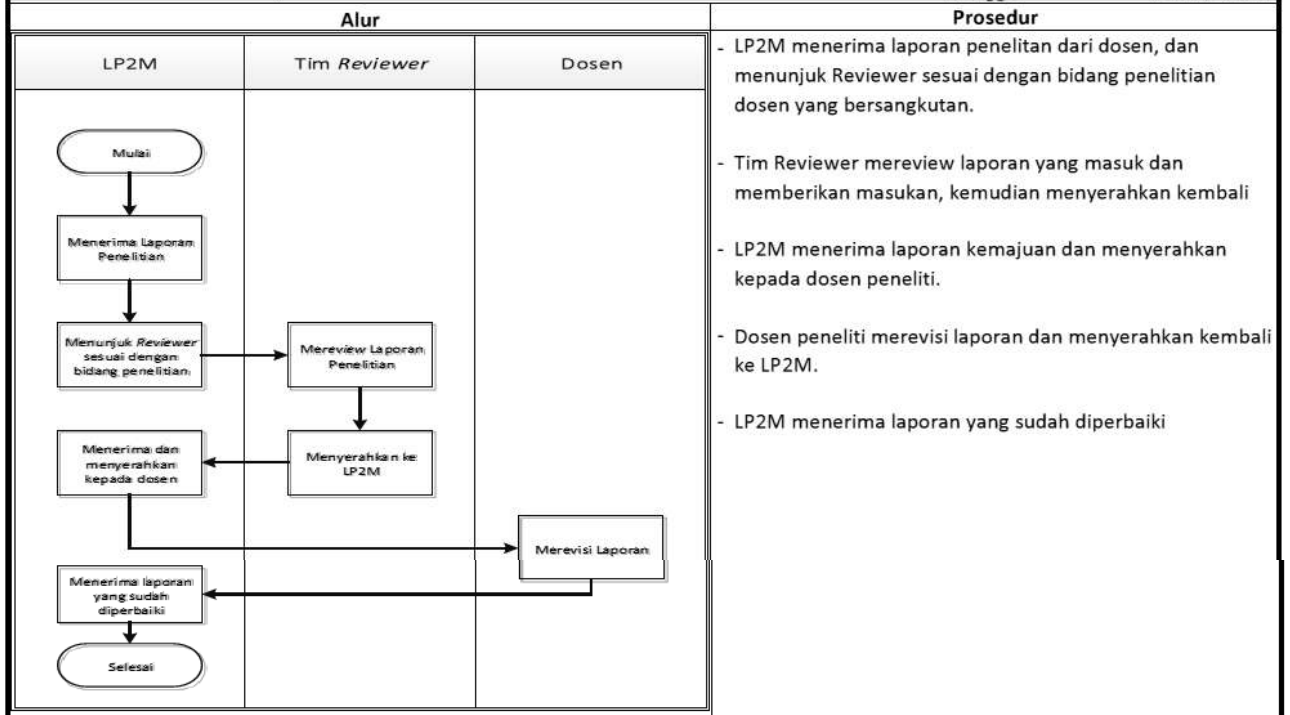 Alur
Prosedur
LP2M
Tim Reviewer
Dosen
Mulai
Menerima Laporan
Penelitian
Menunjuk Reviewer
sesuai dengan
bidang penelitian
Mereview Laporan
Penelitian
Menerima dan
menyerahkan
kepada dosen
Menyerahkan ke
LP2M
Merevisi Laporan
Menerima laporan
yang sudah
diperbaiki
Selesai
- LP2M menerima laporan penelitan dari dosen, dan
menunjuk Reviewer sesuai dengan bidang penelitian
dosen yang bersangkutan.
- Tim Reviewer mereview laporan yang masuk dan
memberikan masukan, kemudian menyerahkan kembali
- LP2M menerima laporan kemajuan dan menyerahkan
kepada dosen peneliti.
- Dosen peneliti merevisi laporan dan menyerahkan kembali
ke LP2M.
- LP2M menerima laporan yang sudah diperbaiki